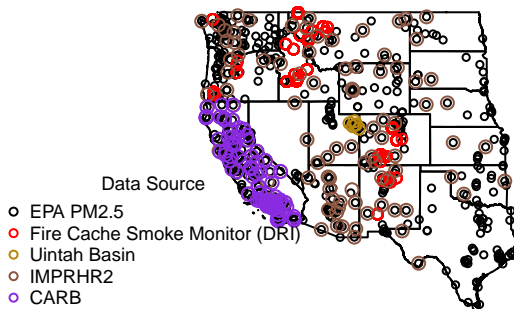 Data Source
EPA PM2.5
Fire Cache Smoke Monitor (DRI)
Uintah Basin
IMPRHR2
CARB